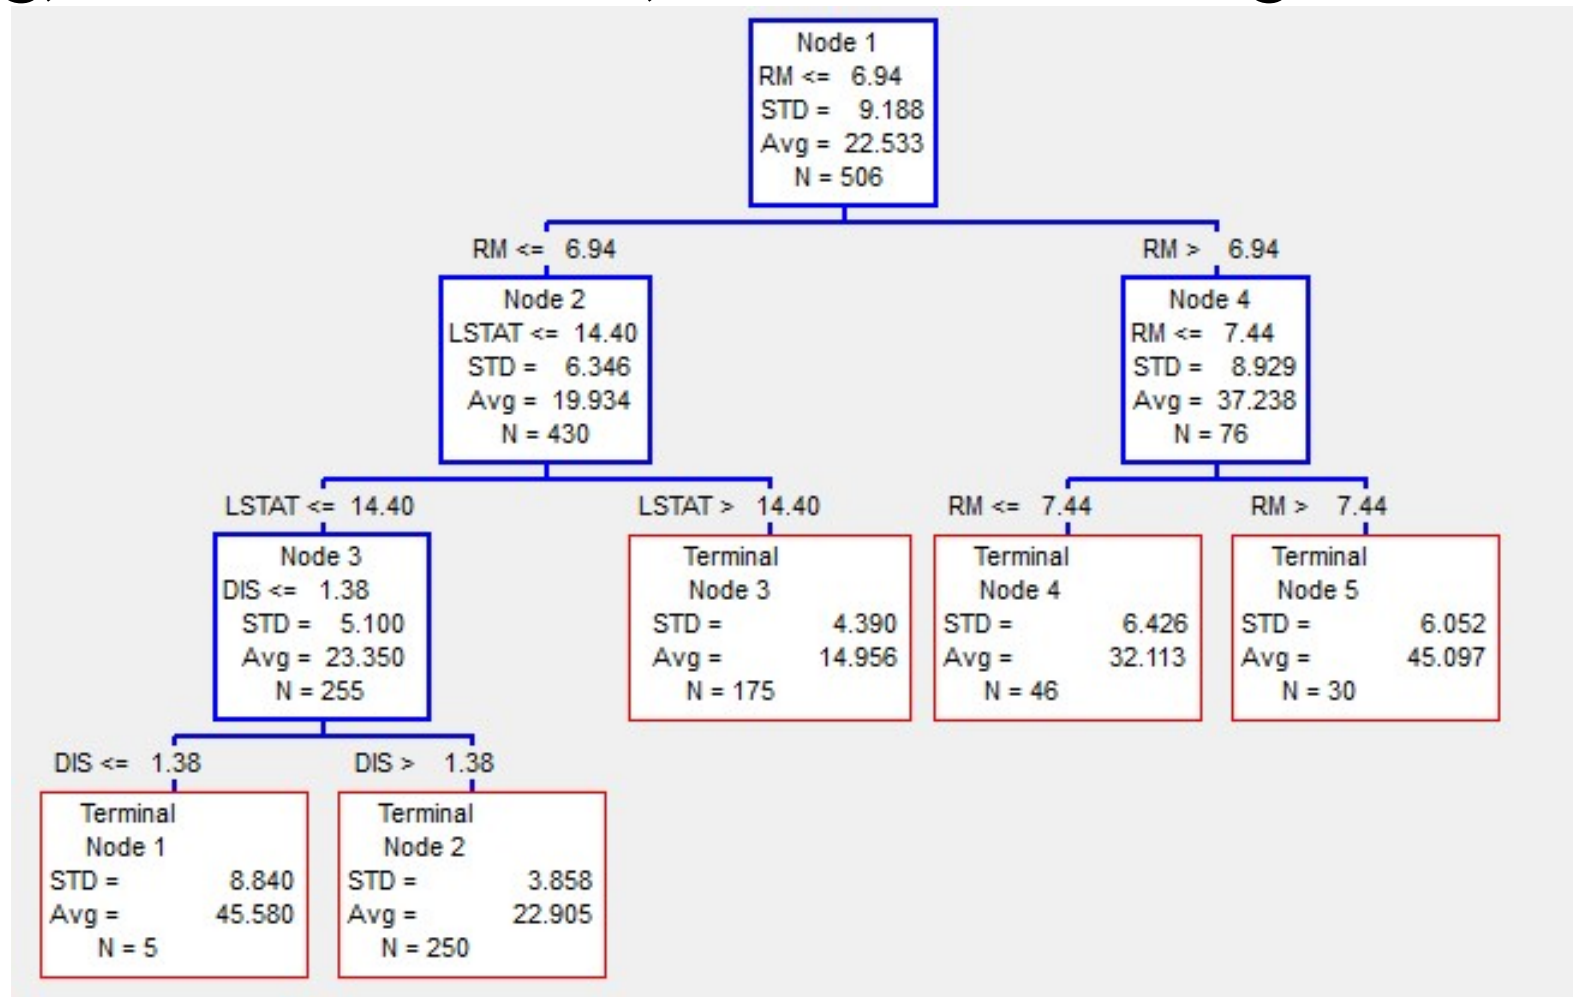 Node 1
RM <= 6.94
STD = 9.188
Avg = 22.533
N = 506
RM <= 6.94
RM > 6.94
Node 2
LSTAT <= 14.40
STD = 6.346
Avg = 19.934
N = 430
Node 4
RM <= 7.44
STD = 8.929
Avg = 37.238
N = 76
LSTAT <= 14.40
LSTAT > 14.40
RM <= 7.44
RM > 7.44
Node 3
DIS <= 1.38
STD = 5.100
Avg = 23.350
N = 255
Terminal
Node 3
STD = 4.390
Avg = 14.956
N = 175
Terminal
Node 4
STD = 6.426
Avg = 32.113
N = 46
Terminal
Node 5
STD = 6.052
Avg = 45.097
N = 30
DIS <= 1.38
DIS > 1.38
Terminal
Node 1
STD = 8.840
Avg = 45.580
N = 5
Terminal
Node 2
STD = 3.858
Avg = 22.905
N = 250